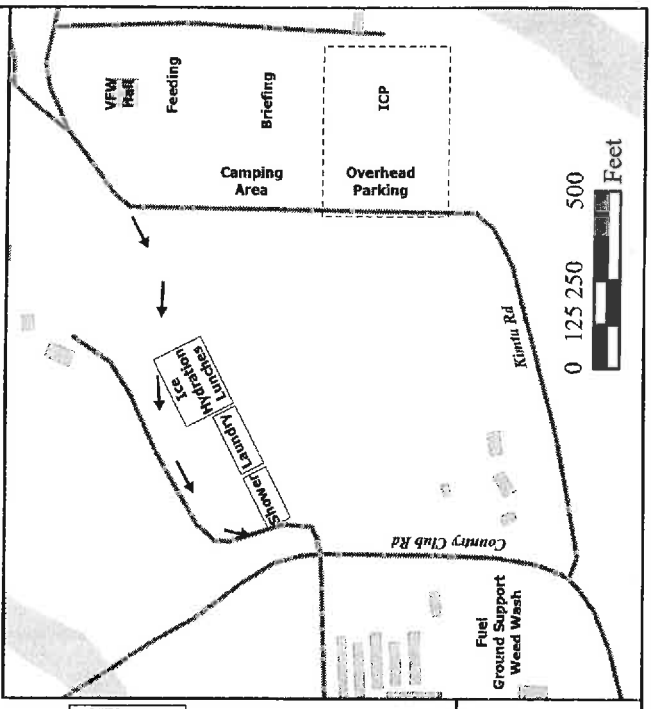 VFW
Hall
Feeding
Briefing
ICP
Camping
Area
Overhead
Parking
Ice
Hydration
Lunches
Laundry
Shower
Kimtu Rd
Country Club Rd
Fuel
Ground Support
Weed Wash
0 125 250 500
Feet